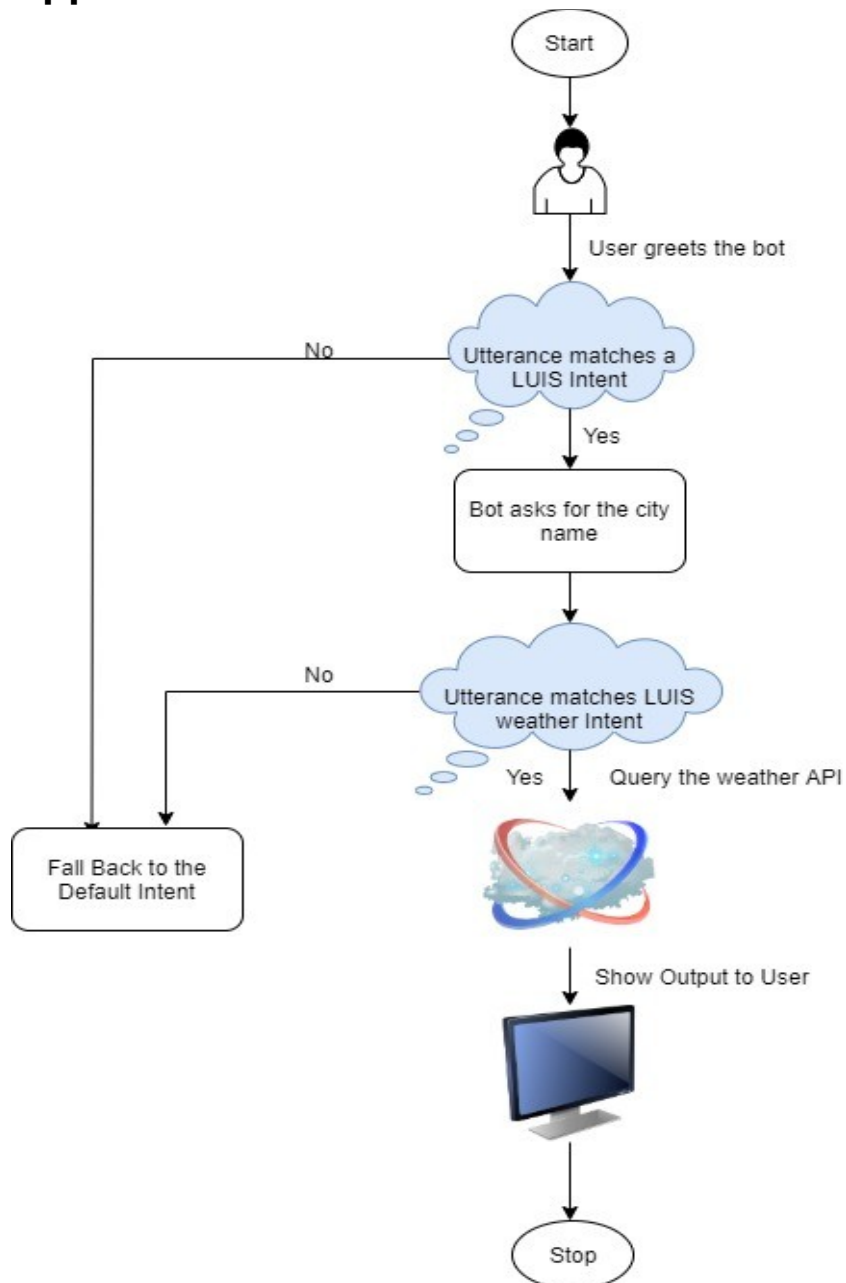 Start
User greets the bot
No
Utterance matches a
LUIS Intent
Yes
Bot asks for the city
name
No
Utterance matches LUIS
weather Intent
Yes
Query the weather API
Fall Back to the
Default Intent
Show Output to User
Stop